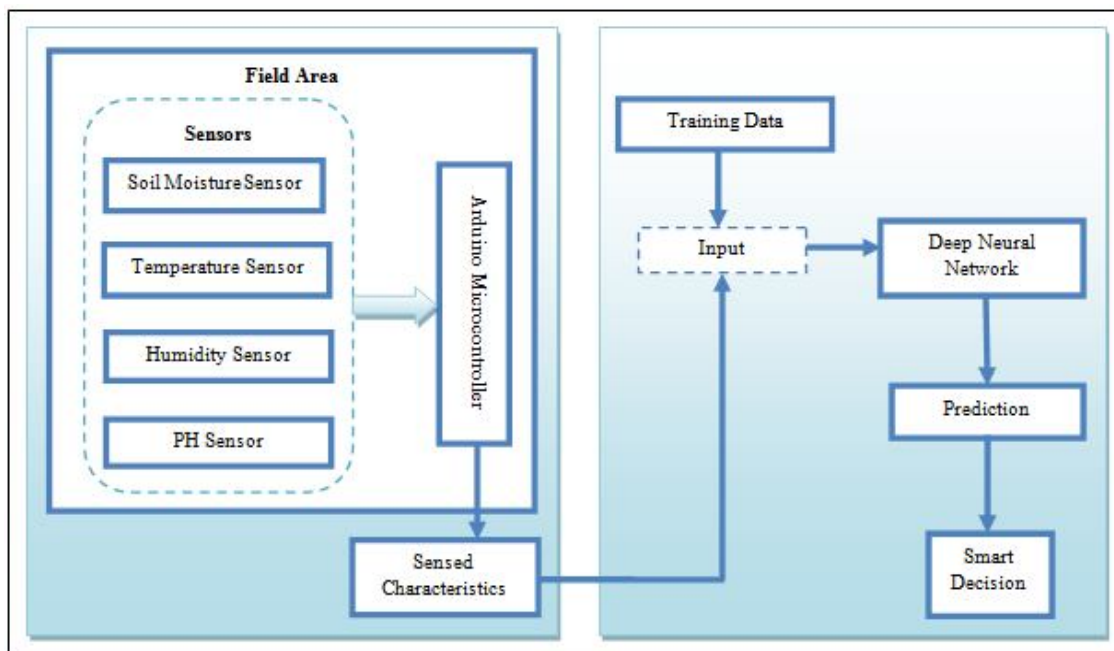 Field Area
Sensors
Soil Moisture Sensor
Temperature Sensor
Humidity Sensor
PH Sensor
Arduino Microcontroller
Sensed
Characteristics
Training Data
Input
Deep Neural
Network
Prediction
Smart
Decision